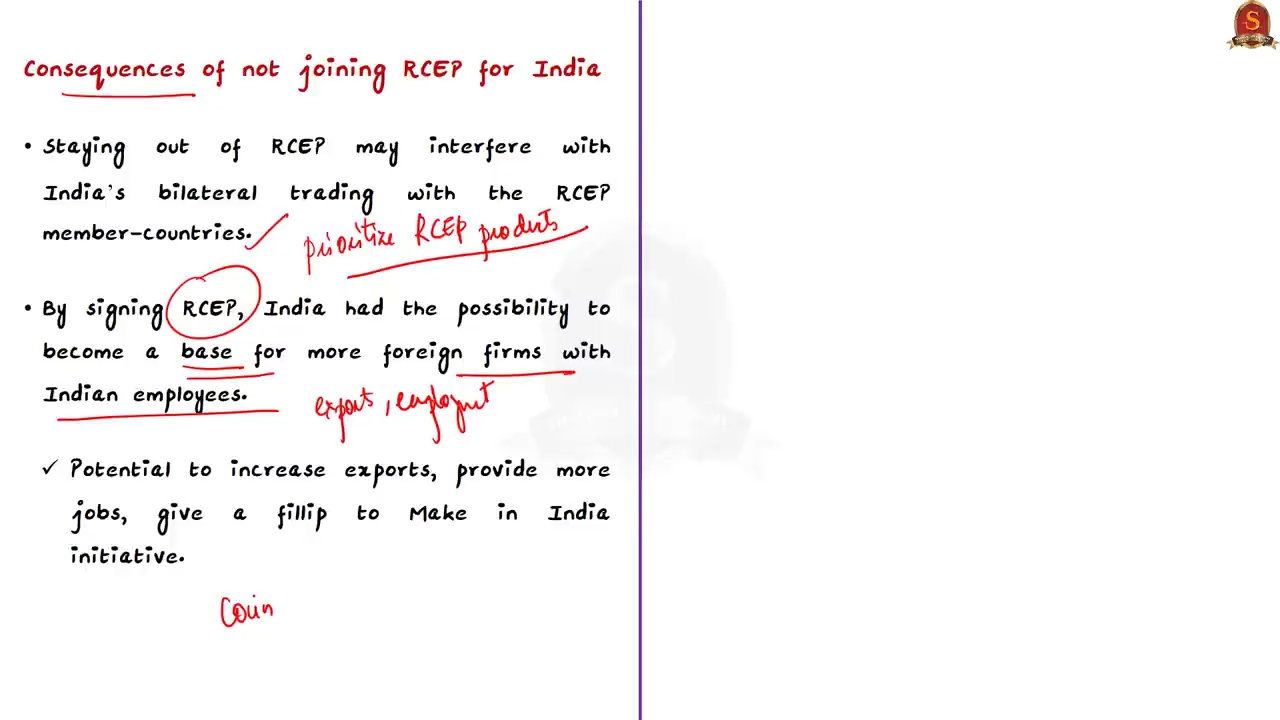 Consequences of not joining RCEP for India
• Staying out of RCEP may interfere with
India's bilateral trading with the RCEP
member-countries.
prioritize RCEP products
• By signing RCEP, India had the possibility to
become a base for more foreign firms with
Indian employees.
exports, employment
✓ Potential to increase exports, provide more
jobs, give a fillip to Make in India
initiative.
Coun
S